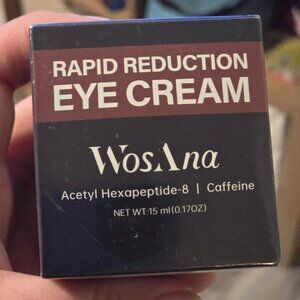 RAPID REDUCTION
EYE CREAM
WosAna
Acetyl Hexapeptide-8 | Caffeine
NET WT:15 ml(0.17OZ)